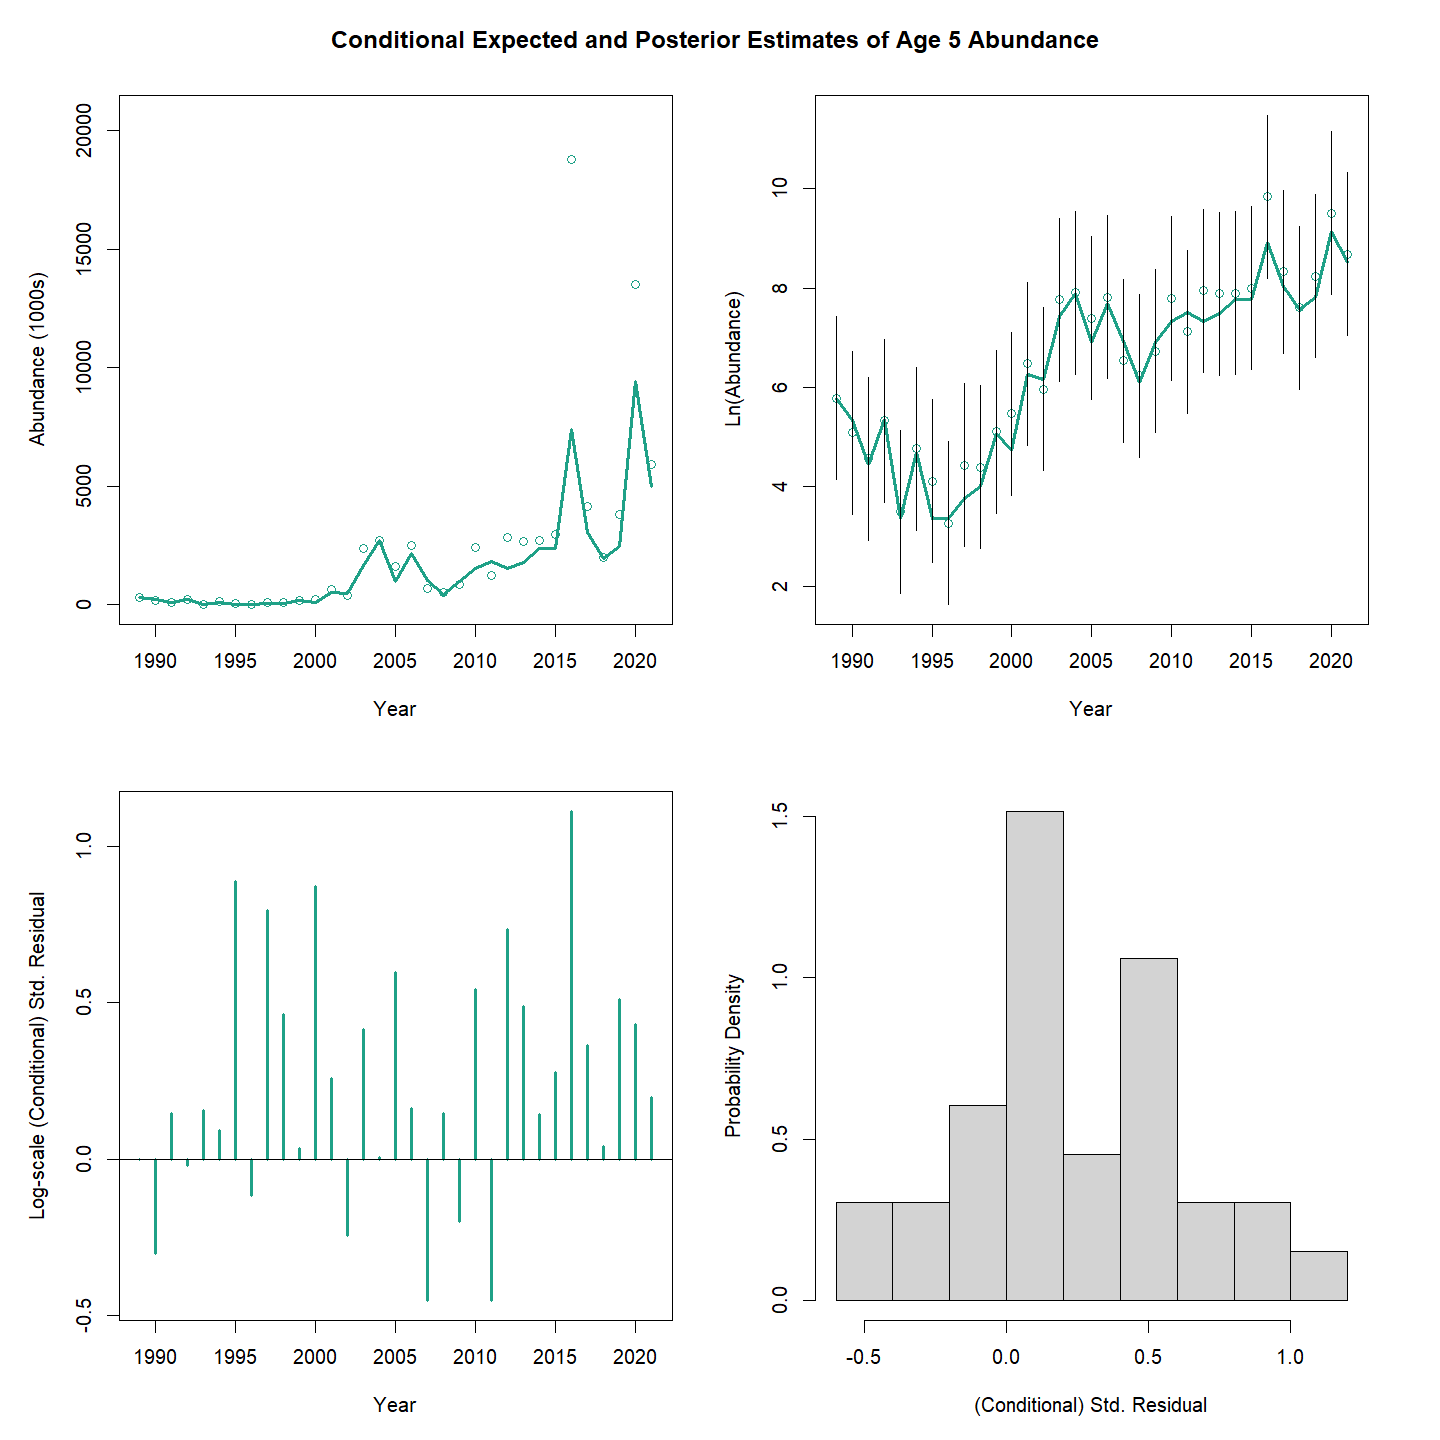 Conditional Expected and Posterior Estimates of Age 5 Abundance
Abundance (1000s)
20000
15000
10000
5000
0
1990 1995 2000 2005 2010 2015 2020
Year
Ln(Abundance)
10
8
6
4
2
1990 1995 2000 2005 2010 2015 2020
Year
Log-scale (Conditional) Std. Residual
1.0
0.5
0.0
-0.5
1990 1995 2000 2005 2010 2015 2020
Year
Probability Density
1.5
1.0
0.5
0.0
-0.5 0.0 0.5 1.0
(Conditional) Std. Residual